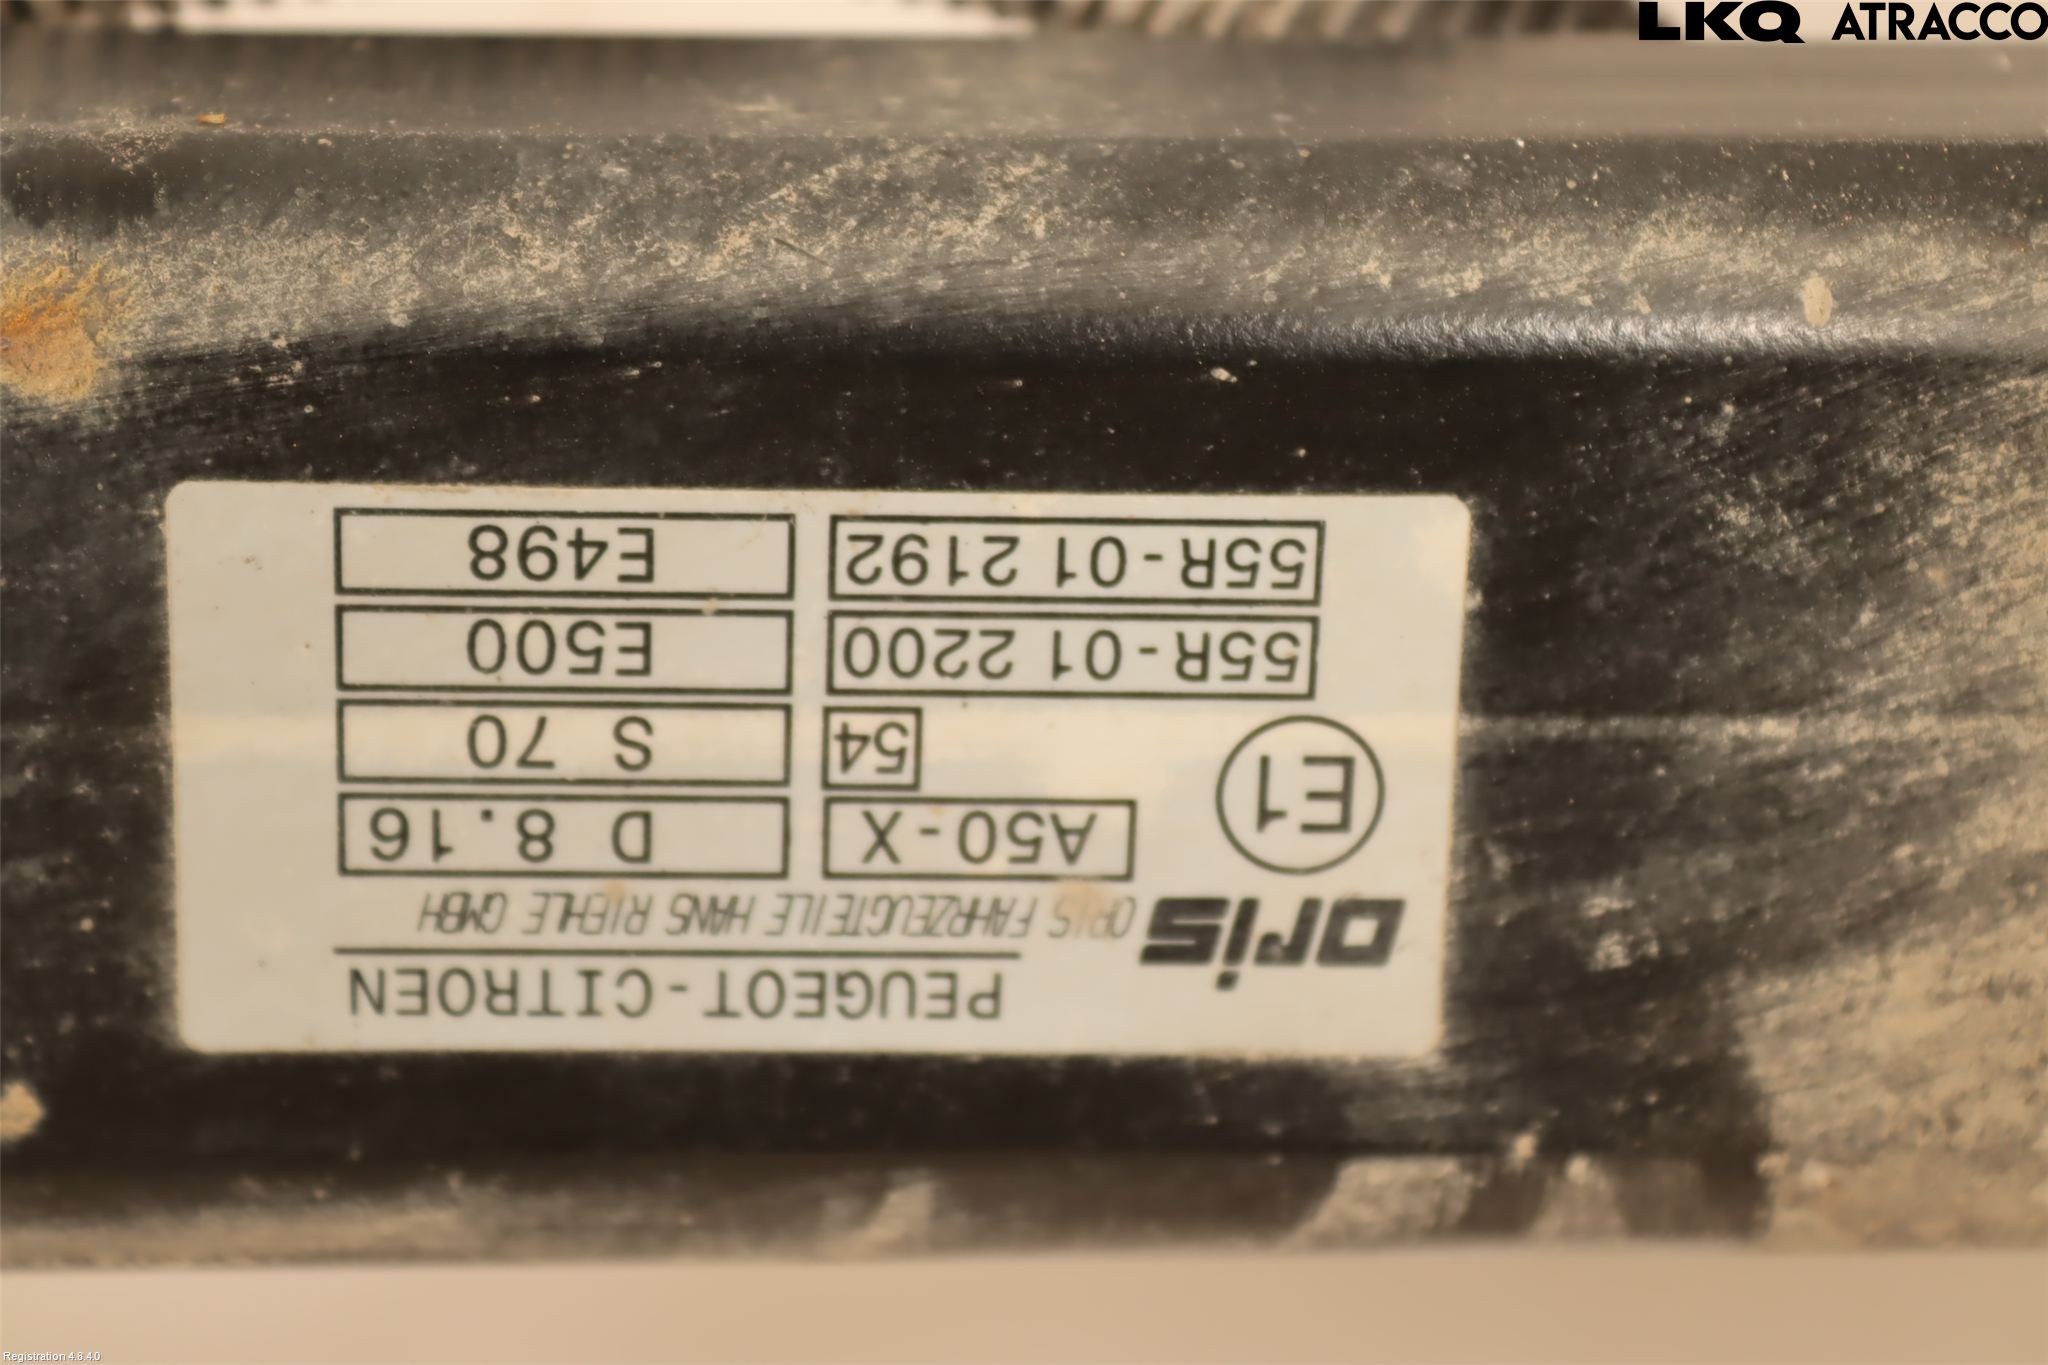 LKQ ATRACCO
PEUGEOT-CITROEN
oris ORIS FAHRZEUGTEILE HANS RIEHLE GMBH
E1
A50-X D 8.16
54 S 70
55R-01 2200 E500
55R-01 2192 E498
Registration 4.8.4.0